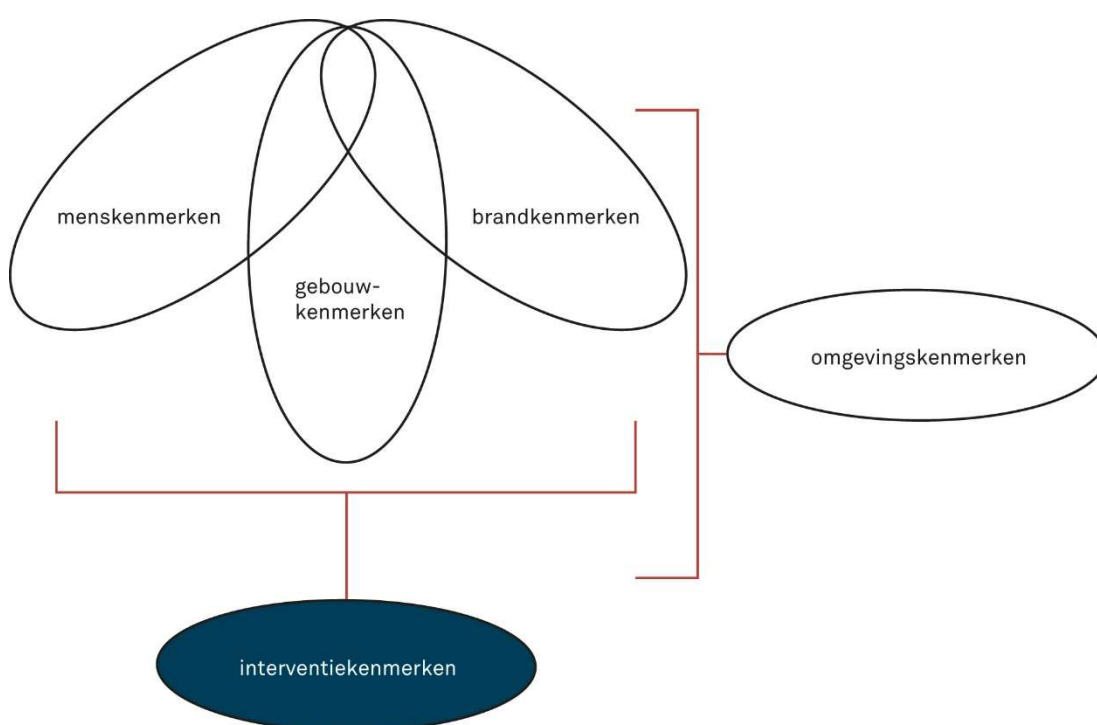 menskenmerken
brandkenmerken
gebouw-
kenmerken
omgevingskenmerken
interventiekenmerken